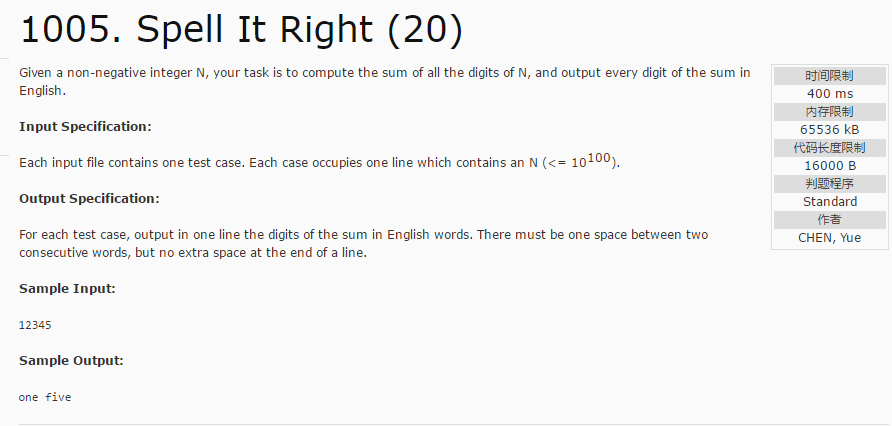 1005. Spell It Right (20)
Given a non-negative integer N, your task is to compute the sum of all the digits of N, and output every digit of the sum in
English.
Input Specification:
Each input file contains one test case. Each case occupies one line which contains an N (<= 10^100).
Output Specification:
For each test case, output in one line the digits of the sum in English words. There must be one space between two
consecutive words, but no extra space at the end of a line.
Sample Input:
12345
Sample Output:
one five
时间限制
400 ms
内存限制
65536 kB
代码长度限制
16000 B
判题程序
Standard
作者
CHEN, Yue